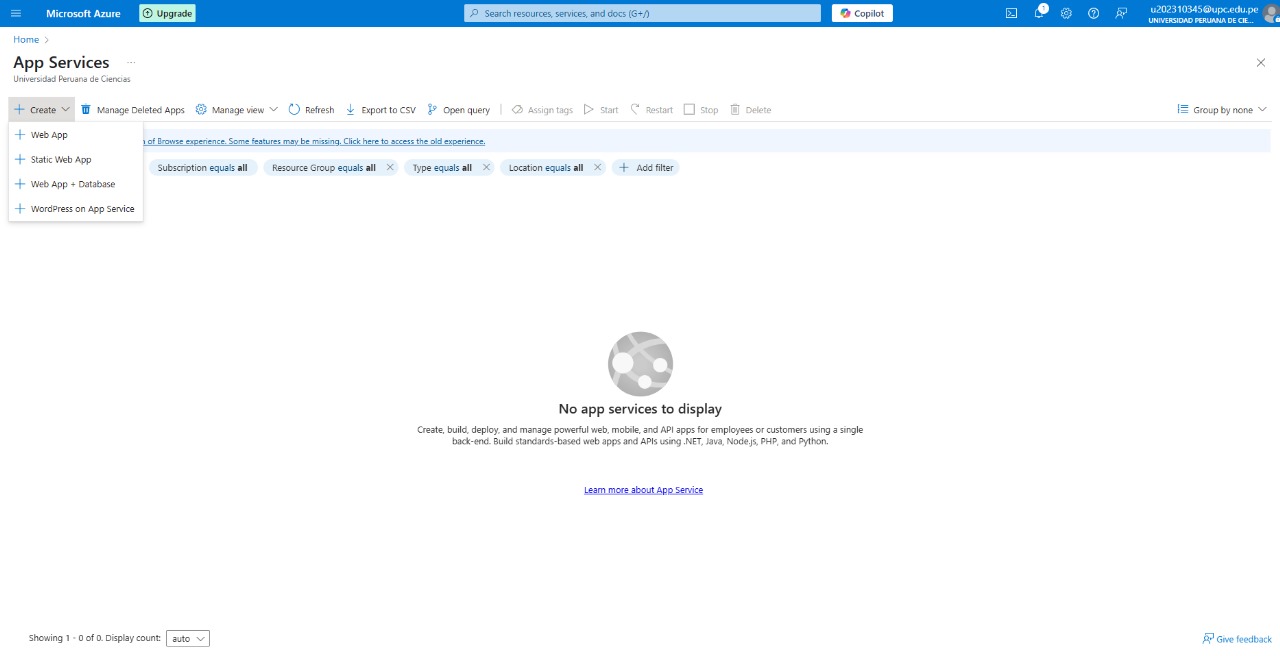 Microsoft Azure
Upgrade
Search resources, services, and docs (G+/)
Copilot
1
u202310345@upc.edu.pe
UNIVERSIDAD PERUANA DE CIE...
Home
App Services ...
Universidad Peruana de Ciencias
Create
Manage Deleted Apps
Manage view
Refresh
Export to CSV
Open query
Assign tags
Start
Restart
Stop
Delete
Group by none
Web App
Static Web App
Web App + Database
WordPress on App Service
of Browse experience. Some features may be missing. Click here to access the old experience.
Subscription equals all
Resource Group equals all
Type equals all
Location equals all
Add filter
No app services to display
Create, build, deploy, and manage powerful web, mobile, and API apps for employees or customers using a single
back-end. Build standards-based web apps and APIs using .NET, Java, Node.js, PHP, and Python.
Learn more about App Service
Showing 1 - 0 of 0. Display count:
auto
Give feedback